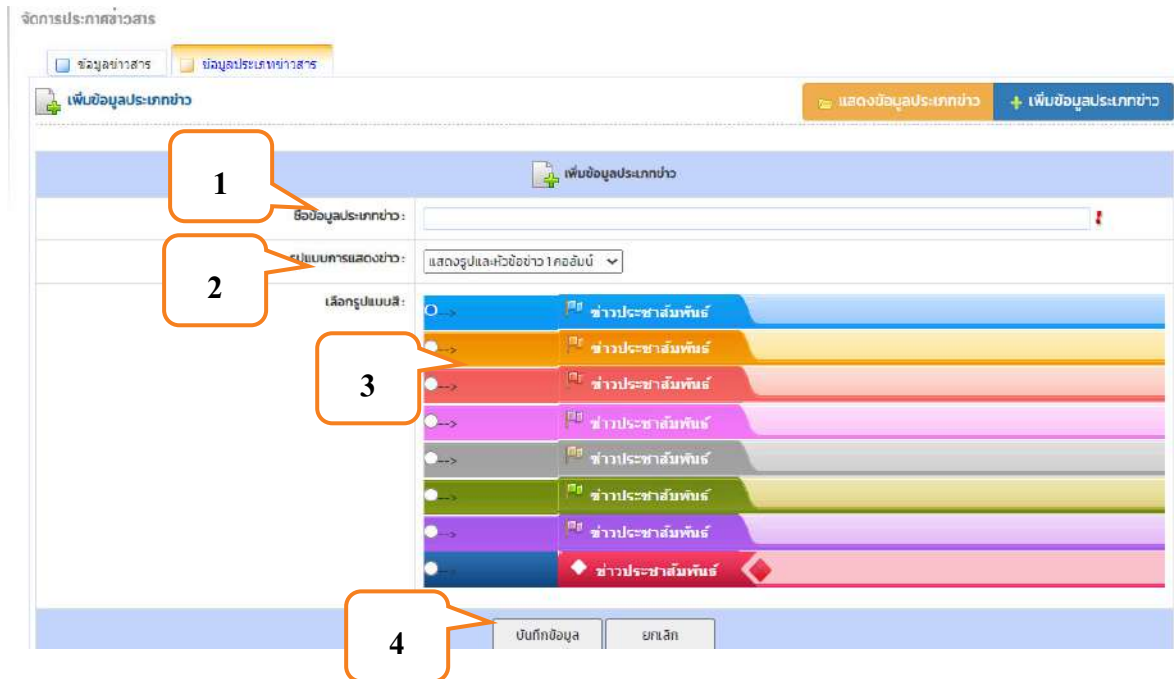 จัดการประกาศข่าวสาร
ข้อมูลข่าวสาร ข้อมูลประเภทข่าวสาร
เพิ่มข้อมูลประเภทข่าว แสดงข้อมูลประเภทข่าว เพิ่มข้อมูลประเภทข่าว
เพิ่มข้อมูลประเภทข่าว
1
ชื่อข้อมูลประเภทข่าว :
2
รูปแบบการแสดงข่าว : แสดงรูปและหัวข้อข่าว 1 คอลัมน์
เลือกรูปแบบสี :
---> ข่าวประชาสัมพันธ์
---> ข่าวประชาสัมพันธ์
3
---> ข่าวประชาสัมพันธ์
---> ข่าวประชาสัมพันธ์
---> ข่าวประชาสัมพันธ์
---> ข่าวประชาสัมพันธ์
---> ข่าวประชาสัมพันธ์
---> ข่าวประชาสัมพันธ์
4
บันทึกข้อมูล ยกเลิก